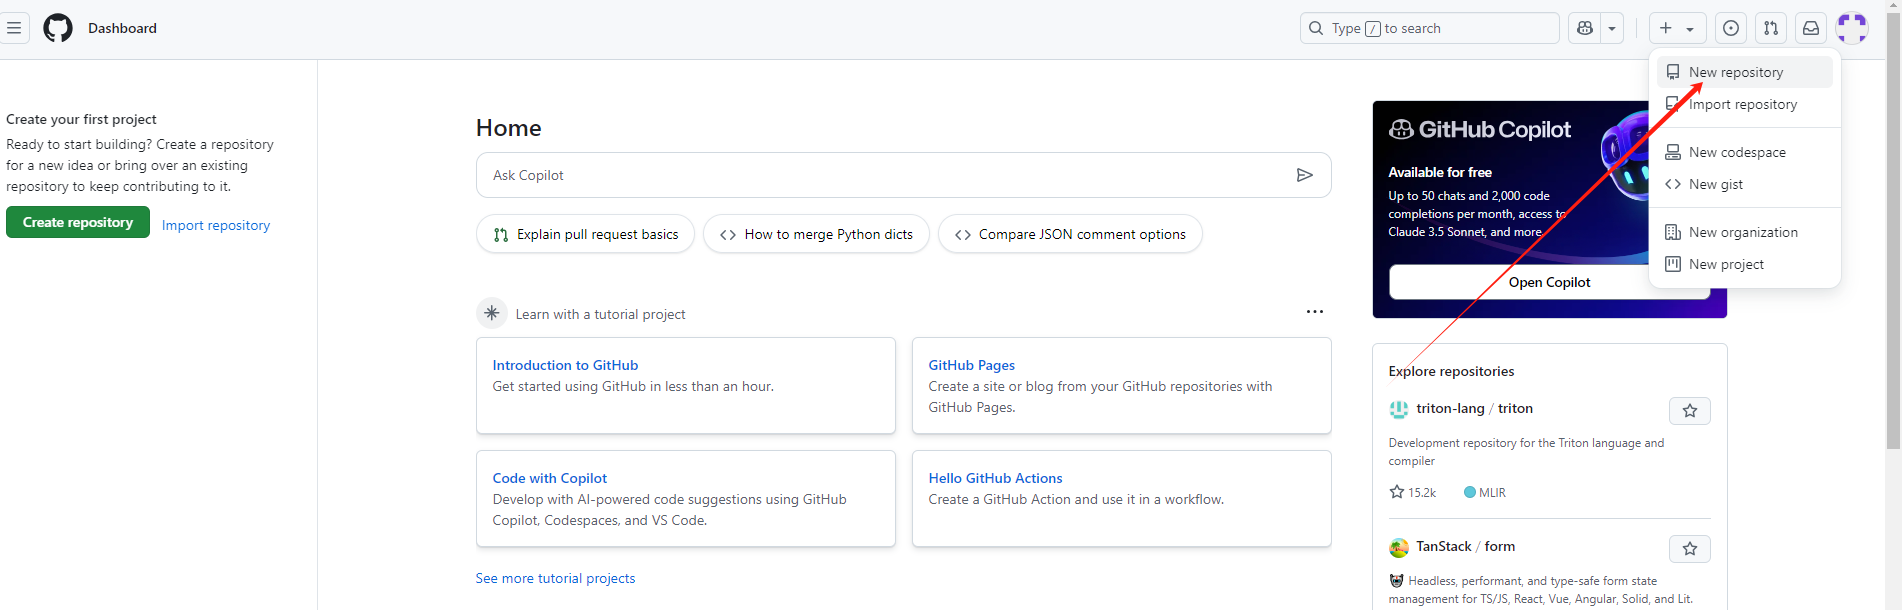 Dashboard
Type / to search
New repository
Import repository
New codespace
New gist
New organization
New project
Create your first project
Ready to start building? Create a repository
for a new idea or bring over an existing
repository to keep contributing to it.
Create repository
Import repository
Home
Ask Copilot
Explain pull request basics
How to merge Python dicts
Compare JSON comment options
Learn with a tutorial project
Introduction to GitHub
Get started using GitHub in less than an hour.
GitHub Pages
Create a site or blog from your GitHub repositories with
GitHub Pages.
Code with Copilot
Develop with AI-powered code suggestions using GitHub
Copilot, Codespaces, and VS Code.
Hello GitHub Actions
Create a GitHub Action and use it in a workflow.
See more tutorial projects
GitHub Copilot
Available for free
Up to 50 chats and 2,000 code
completions per month, access to
Claude 3.5 Sonnet, and more.
Open Copilot
Explore repositories
triton-lang / triton
Development repository for the Triton language and
compiler
15.2k
MLIR
TanStack / form
Headless, performant, and type-safe form state
management for TS/JS, React, Vue, Angular, Solid, and Lit.